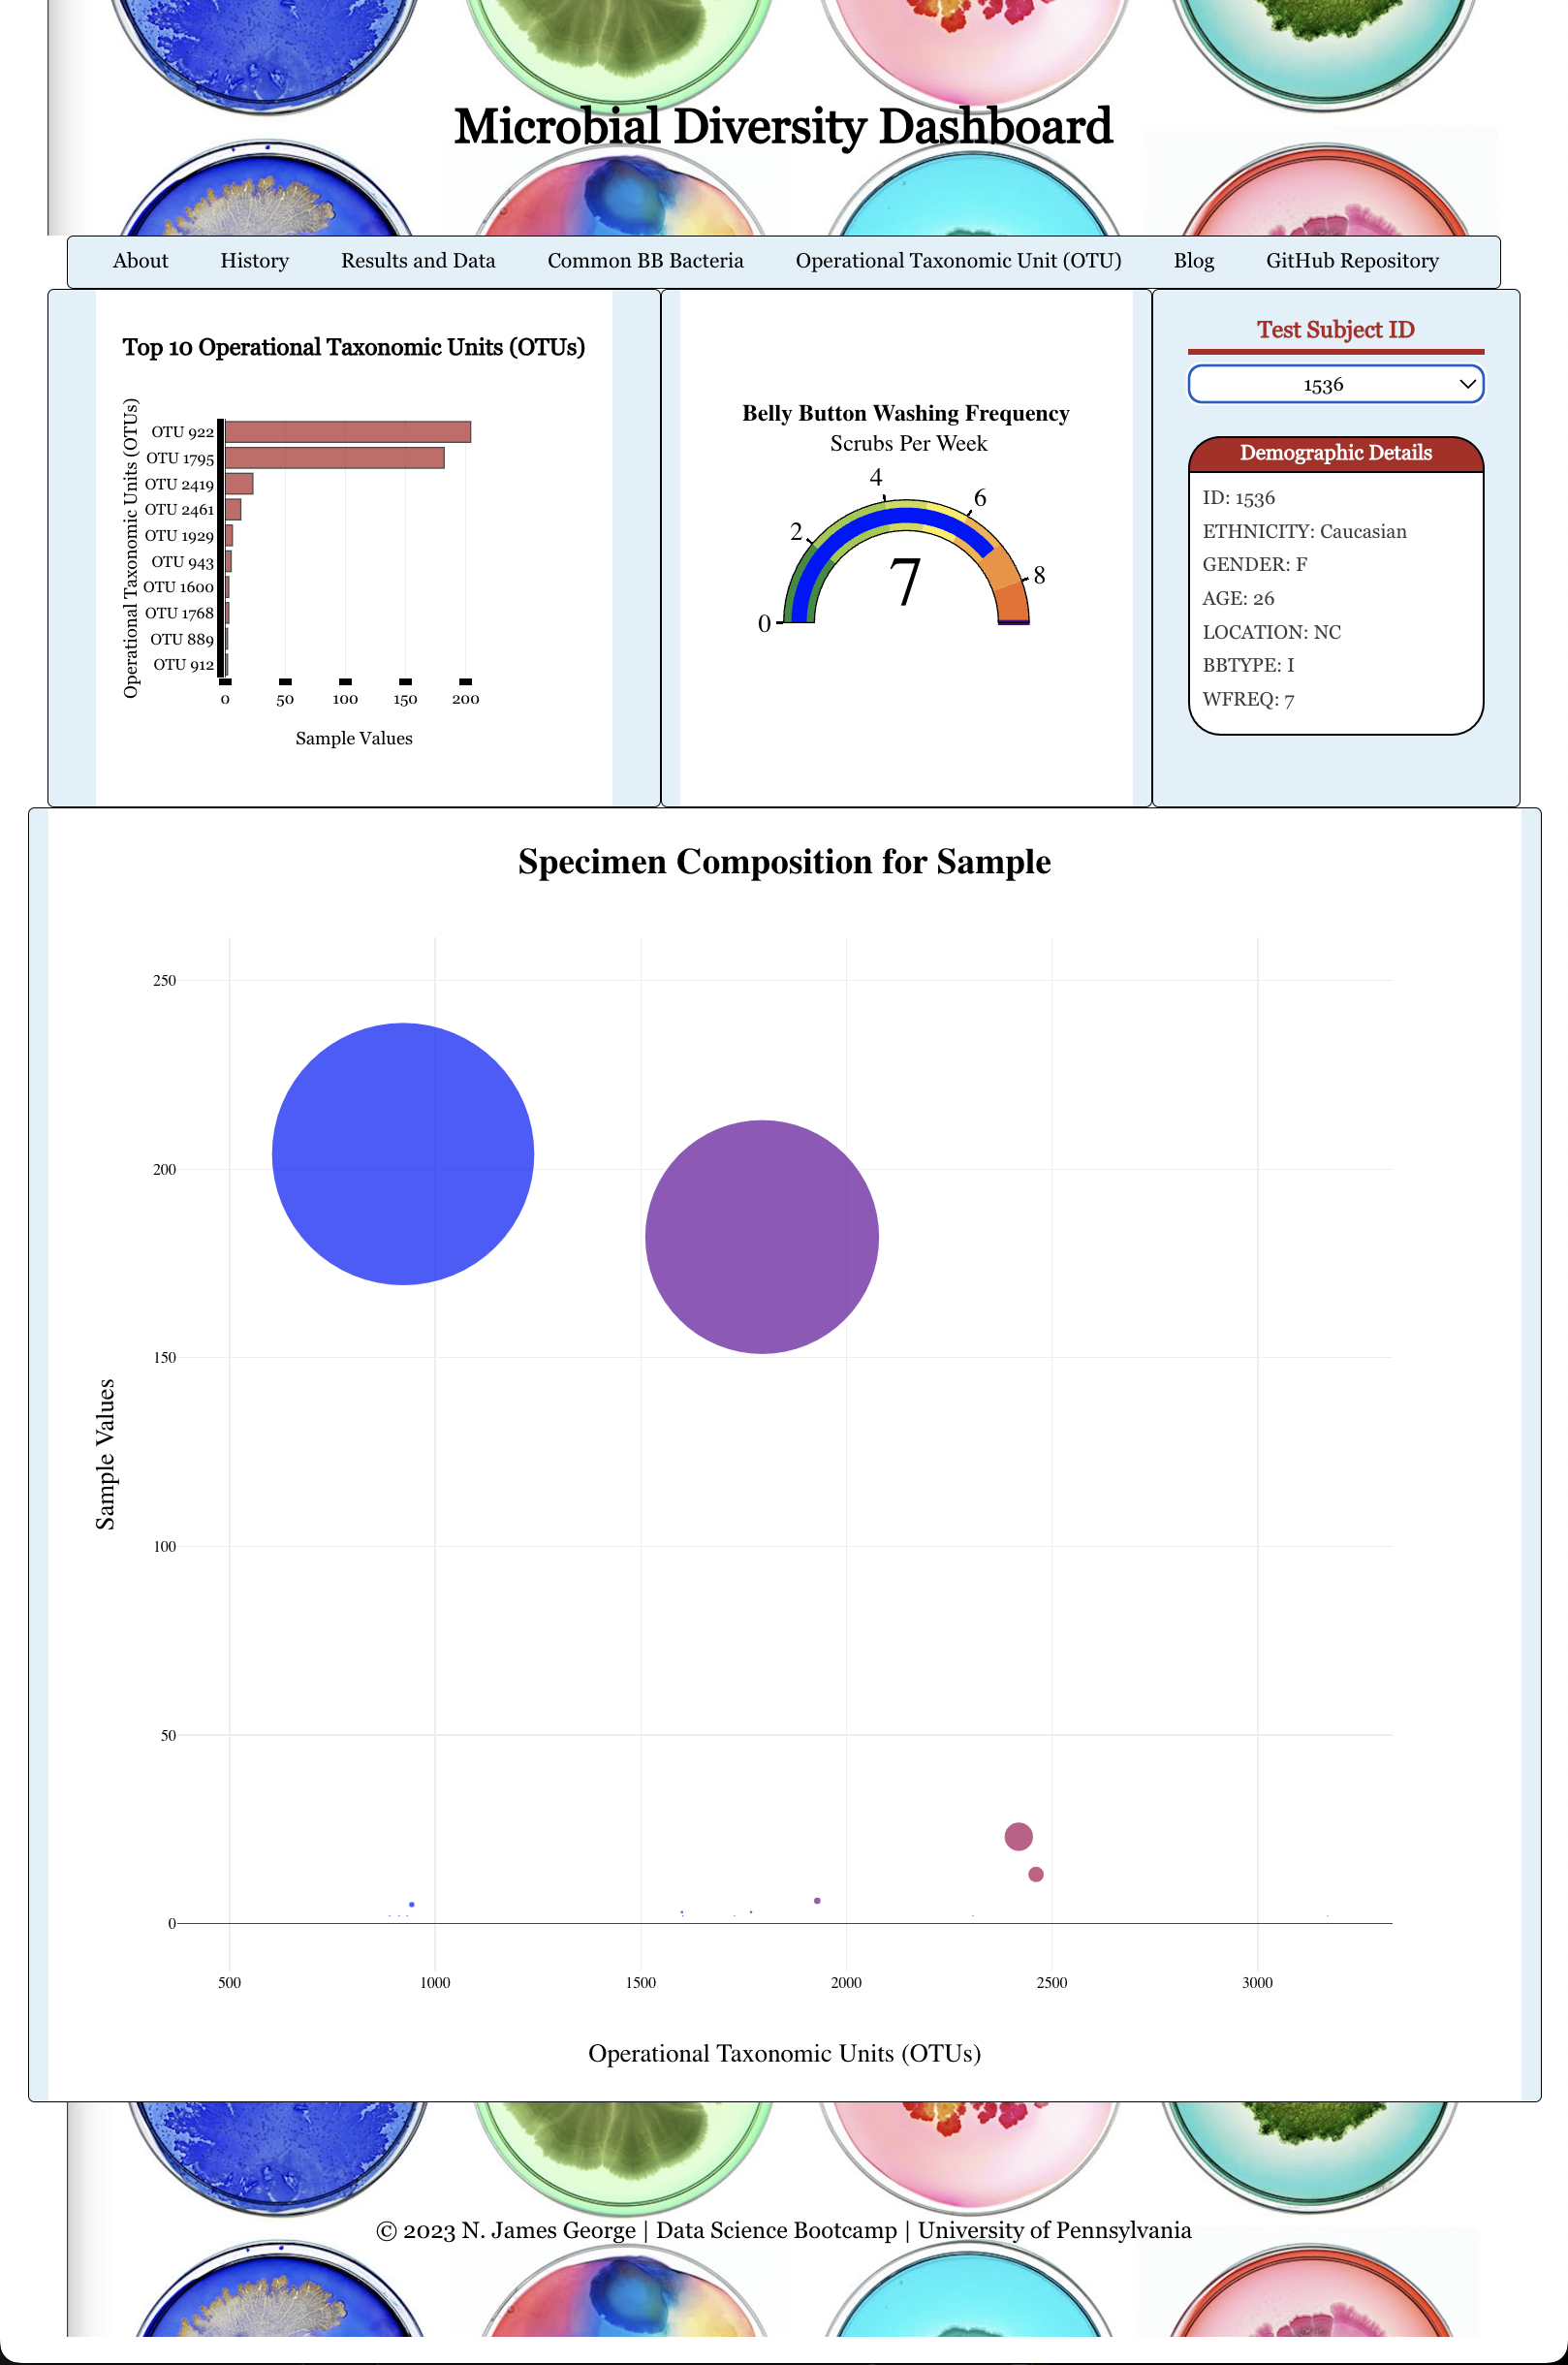 Microbial Diversity Dashboard
About History Results and Data Common BB Bacteria Operational Taxonomic Unit (OTU) Blog GitHub Repository
Top 10 Operational Taxonomic Units (OTUs)
Operational Taxonomic Units (OTUs)
OTU 922
OTU 1795
OTU 2419
OTU 2461
OTU 1929
OTU 943
OTU 1600
OTU 1768
OTU 889
OTU 912
0 50 100 150 200
Sample Values
Belly Button Washing Frequency
Scrubs Per Week
0 2 4 6 8
7
Test Subject ID
1536
Demographic Details
ID: 1536
ETHNICITY: Caucasian
GENDER: F
AGE: 26
LOCATION: NC
BBTYPE: I
WFREQ: 7
Specimen Composition for Sample
Sample Values
250
200
150
100
50
0
500 1000 1500 2000 2500 3000
Operational Taxonomic Units (OTUs)
© 2023 N. James George | Data Science Bootcamp | University of Pennsylvania